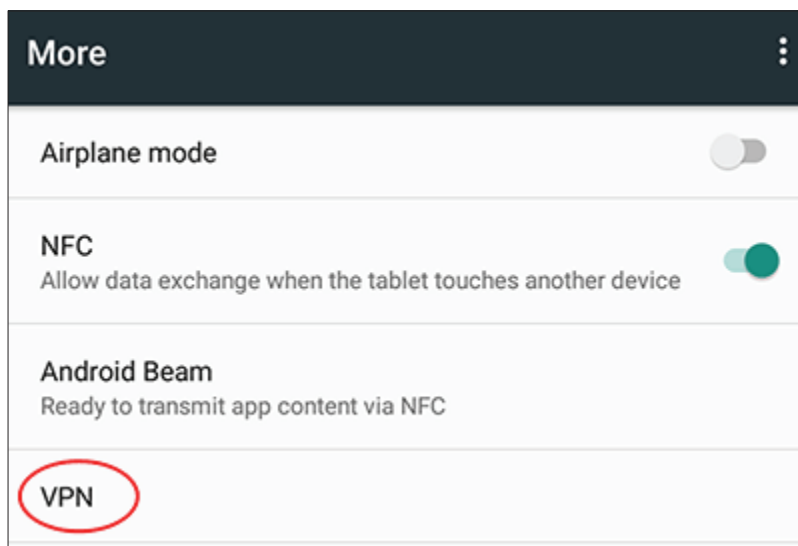 More
Airplane mode
NFC
Allow data exchange when the tablet touches another device
Android Beam
Ready to transmit app content via NFC
VPN